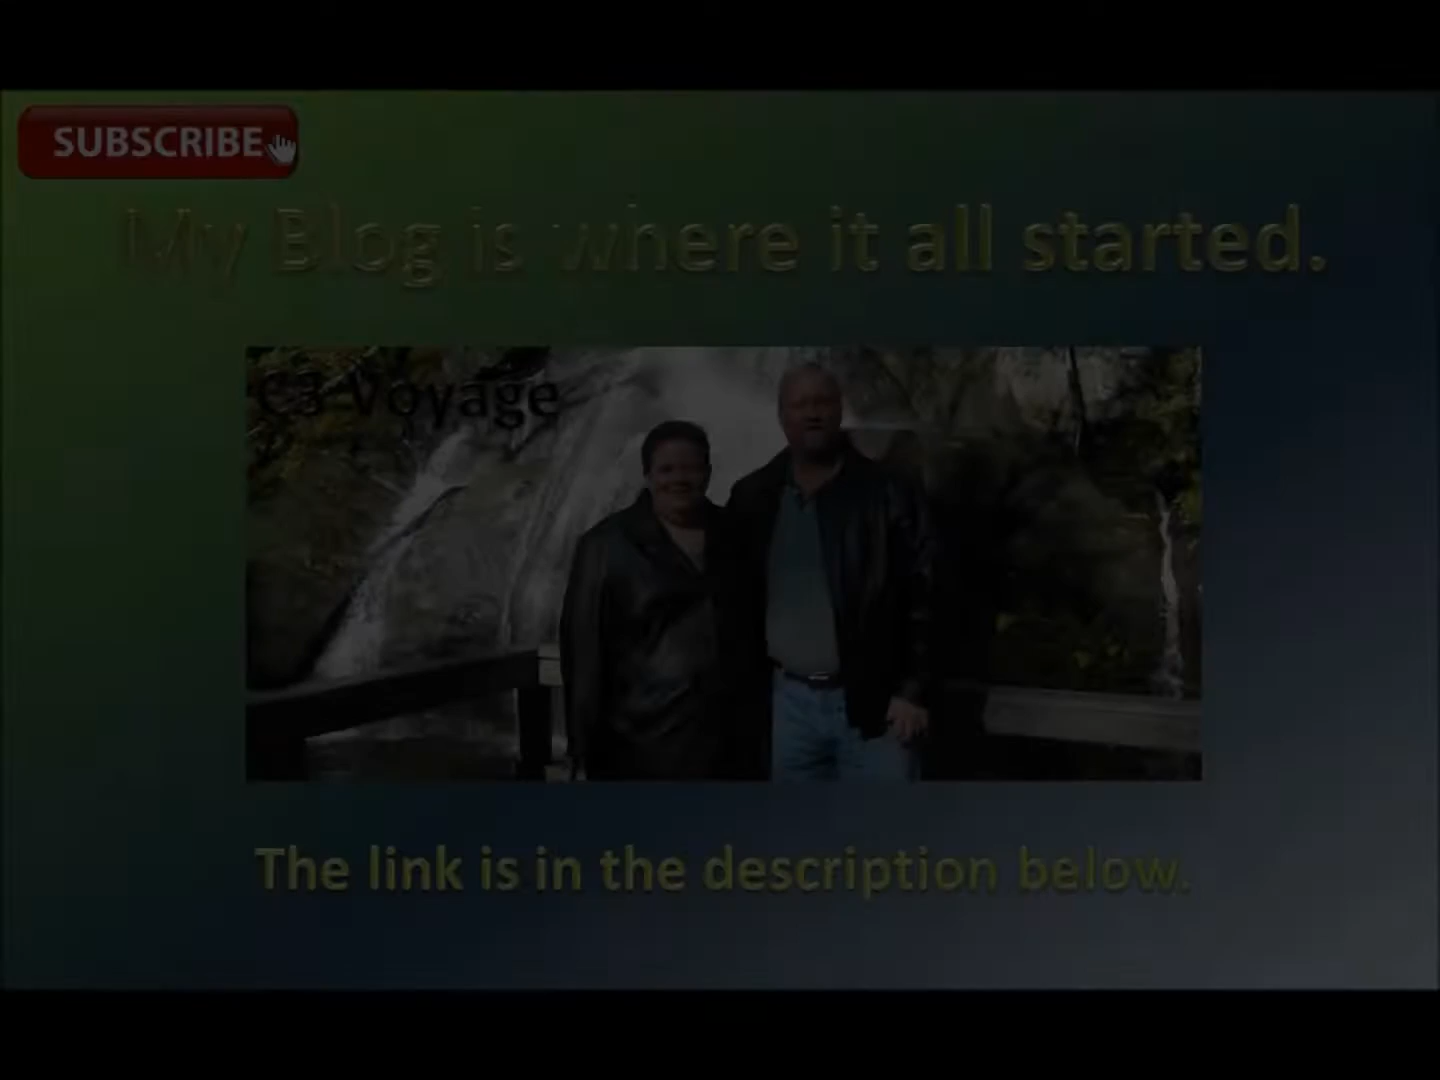 SUBSCRIBE
My Blog is where it all started.
C3 Voyage
The link is in the description below.